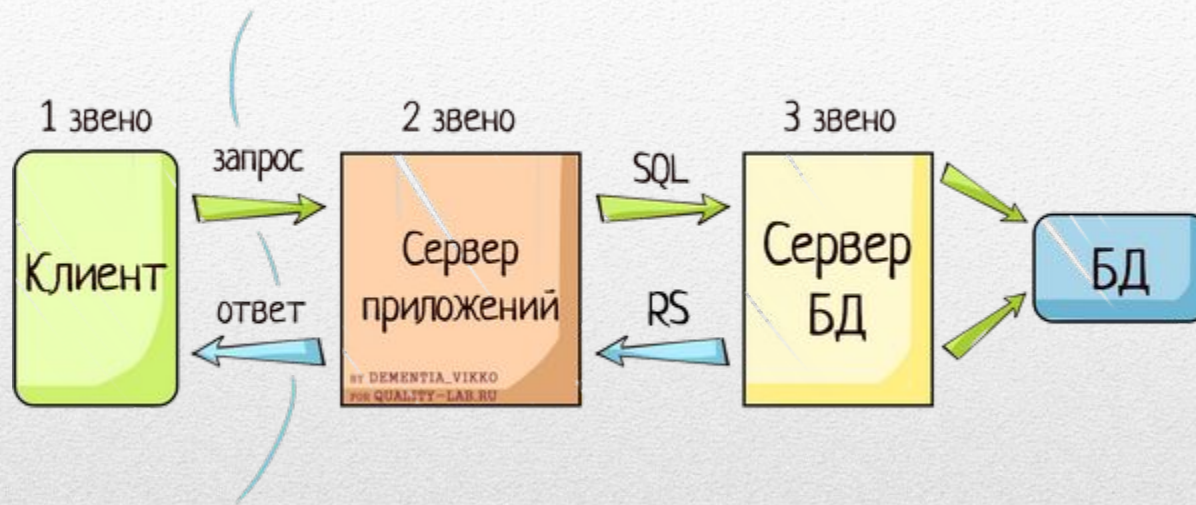 1 звено
2 звено
3 звено
запрос
SQL
Клиент
Сервер
приложений
Сервер
БД
БД
ответ
RS
BY DEMENTIA_VIKKO
FOR QUALITY-LAB.RU